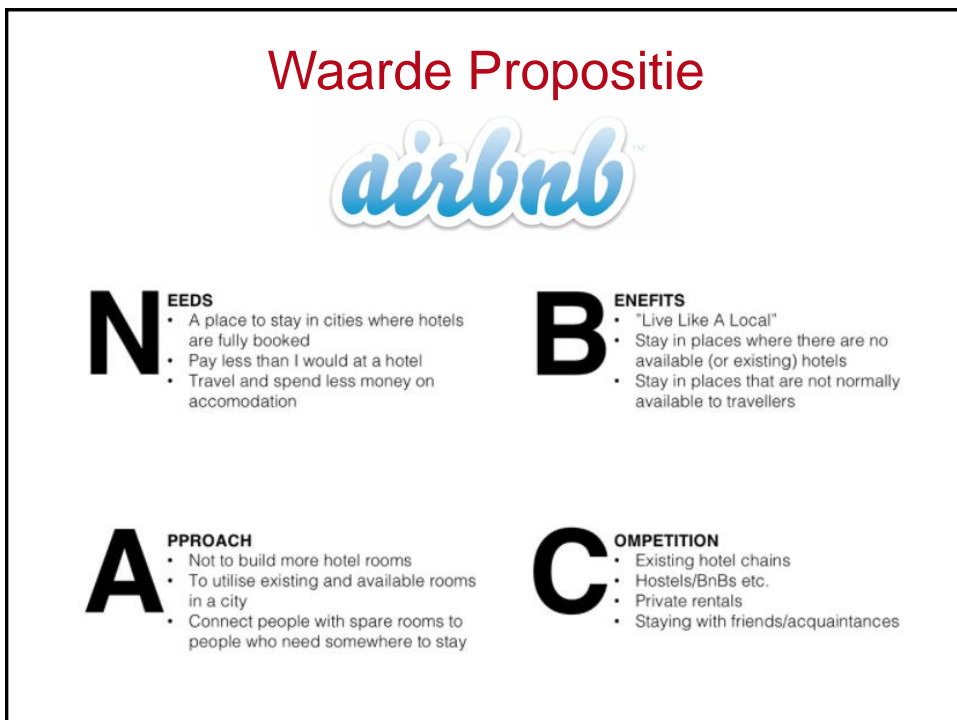 Waarde Propositie
airbnb™
NEEDS
• A place to stay in cities where hotels
are fully booked
• Pay less than I would at a hotel
• Travel and spend less money on
accomodation
BENEFITS
• "Live Like A Local"
• Stay in places where there are no
available (or existing) hotels
• Stay in places that are not normally
available to travellers
APPROACH
• Not to build more hotel rooms
• To utilise existing and available rooms
in a city
• Connect people with spare rooms to
people who need somewhere to stay
COMPETITION
• Existing hotel chains
• Hostels/BnBs etc.
• Private rentals
• Staying with friends/acquaintances